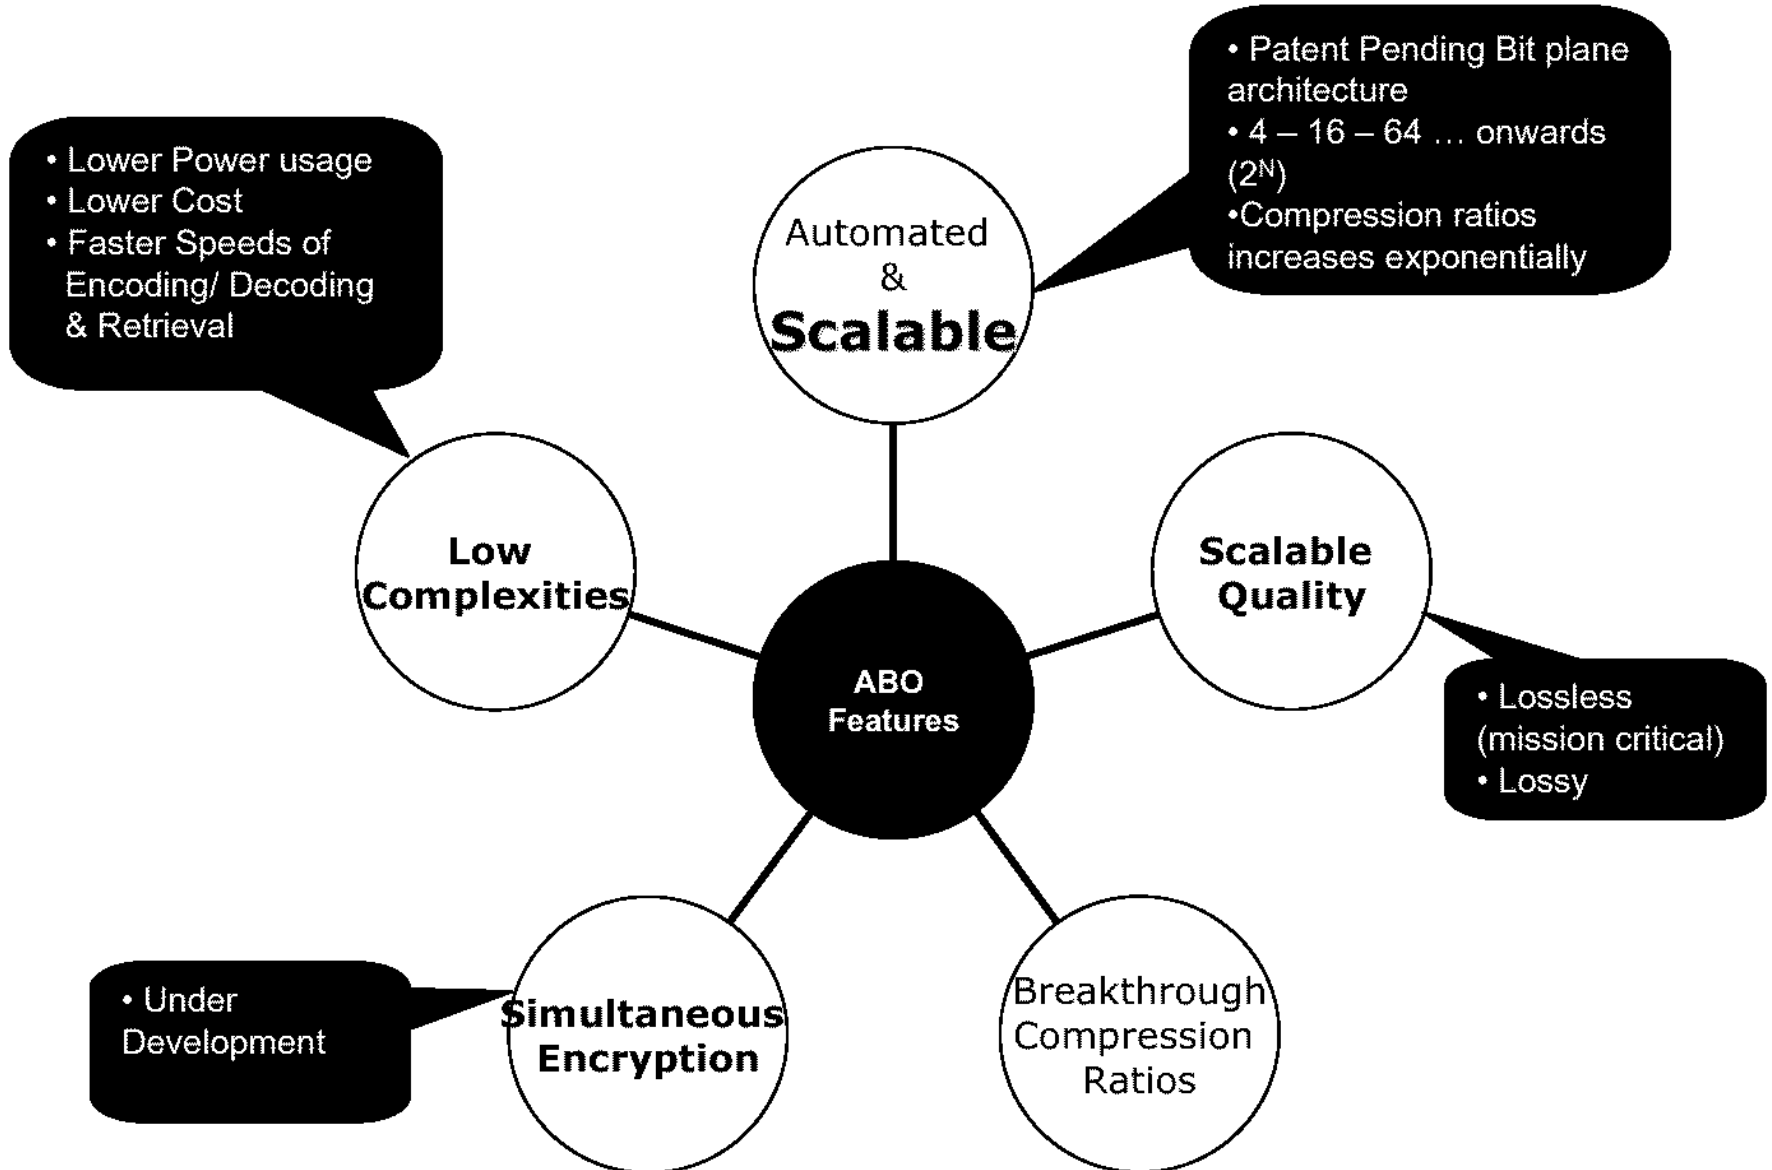 • Patent Pending Bit plane
architecture
• 4 – 16 – 64 … onwards
(2ᴺ)
•Compression ratios
increases exponentially
• Lower Power usage
• Lower Cost
• Faster Speeds of
Encoding/ Decoding
& Retrieval
Automated
&
Scalable
Low
Complexities
Scalable
Quality
ABO
Features
• Lossless
(mission critical)
• Lossy
• Under
Development
Simultaneous
Encryption
Breakthrough
Compression
Ratios